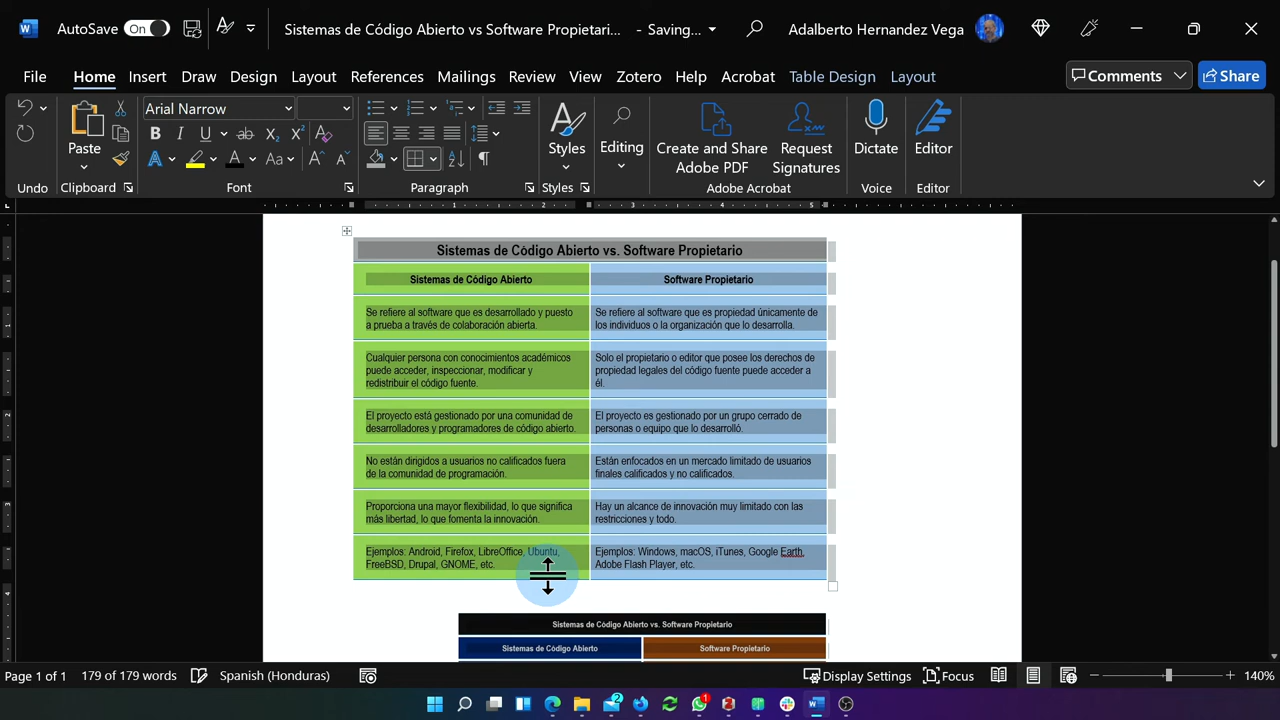 AutoSave On Sistemas de Código Abierto vs Software Propietari... - Saving... Adalberto Hernandez Vega
File Home Insert Draw Design Layout References Mailings Review View Zotero Help Acrobat Table Design Layout Comments Share
Arial Narrow
Paste Styles Editing Create and Share Adobe PDF Request Signatures Dictate Editor
Undo Clipboard Font Paragraph Styles Adobe Acrobat Voice Editor
Sistemas de Código Abierto vs. Software Propietario
Sistemas de Código Abierto Software Propietario
Se refiere al software que es desarrollado y puesto
a prueba a través de colaboración abierta.
Se refiere al software que es propiedad únicamente de
los individuos o la organización que lo desarrolla.
Cualquier persona con conocimientos académicos
puede acceder, inspeccionar, modificar y
redistribuir el código fuente.
Solo el propietario o editor que posee los derechos de
propiedad legales del código fuente puede acceder a
él.
El proyecto está gestionado por una comunidad de
desarrolladores y programadores de código abierto.
El proyecto es gestionado por un grupo cerrado de
personas o equipo que lo desarrolló.
No están dirigidos a usuarios no calificados fuera
de la comunidad de programación.
Están enfocados en un mercado limitado de usuarios
finales calificados y no calificados.
Proporciona una mayor flexibilidad, lo que significa
más libertad, lo que fomenta la innovación.
Hay un alcance de innovación muy limitado con las
restricciones y todo.
Ejemplos: Android, Firefox, LibreOffice, Ubuntu,
FreeBSD, Drupal, GNOME, etc.
Ejemplos: Windows, macOS, iTunes, Google Earth,
Adobe Flash Player, etc.
Sistemas de Código Abierto vs. Software Propietario
Sistemas de Código Abierto Software Propietario
Page 1 of 1 179 of 179 words Spanish (Honduras) Display Settings Focus 140%